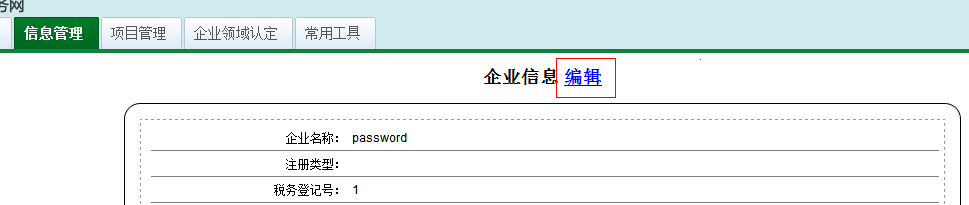 务网
信息管理 项目管理 企业领域认定 常用工具
企业信息 编辑
企业名称： password
注册类型：
税务登记号： 1